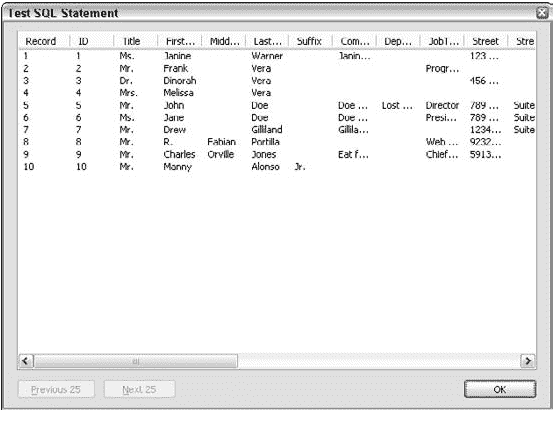 Test SQL Statement
Record ID Title First... Midd... Last... Suffix Com... Dep... JobT... Street Stre
1 1 Ms. Janine Warner Janin... 123 ...
2 2 Mr. Frank Vera Progr...
3 3 Dr. Dinorah Vera 456 ...
4 4 Mrs. Melissa Vera
5 5 Mr. John Doe Doe ... Lost ... Director 789 ... Suite
6 6 Ms. Jane Doe Doe ... Presi... 789 ... Suite
7 7 Mr. Drew Gilliland Gillila... 1234... Suite
8 8 Mr. R. Fabian Portilla Web ... 9232...
9 9 Mr. Charles Orville Jones Eat f... Chief... 5913...
10 10 Mr. Manny Alonso Jr.
Previous 25 Next 25 OK